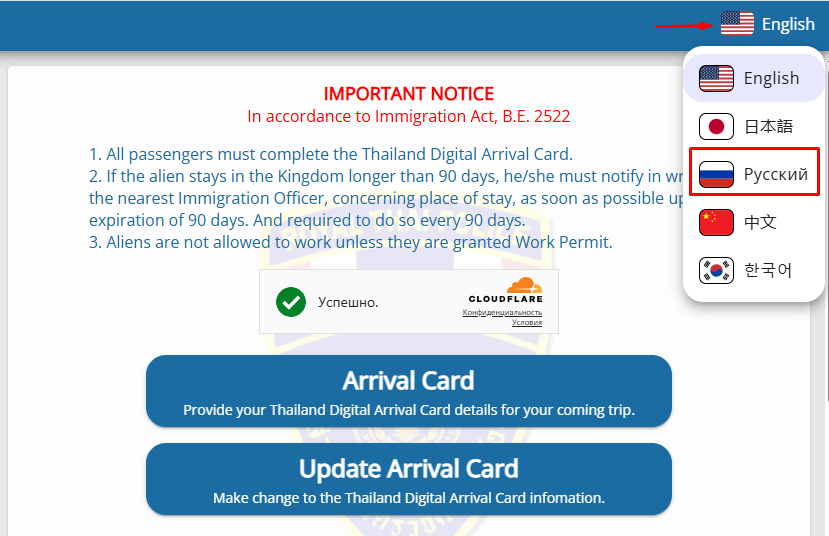 English
English
日本語
Русский
中文
한국어
IMPORTANT NOTICE
In accordance to Immigration Act, B.E. 2522
1. All passengers must complete the Thailand Digital Arrival Card.
2. If the alien stays in the Kingdom longer than 90 days, he/she must notify in wr
the nearest Immigration Officer, concerning place of stay, as soon as possible up
expiration of 90 days. And required to do so every 90 days.
3. Aliens are not allowed to work unless they are granted Work Permit.
ROYAL THAI POLICE
Успешно.
CLOUDFLARE
Конфиденциальность
Условия
Arrival Card
Provide your Thailand Digital Arrival Card details for your coming trip.
Update Arrival Card
Make change to the Thailand Digital Arrival Card infomation.